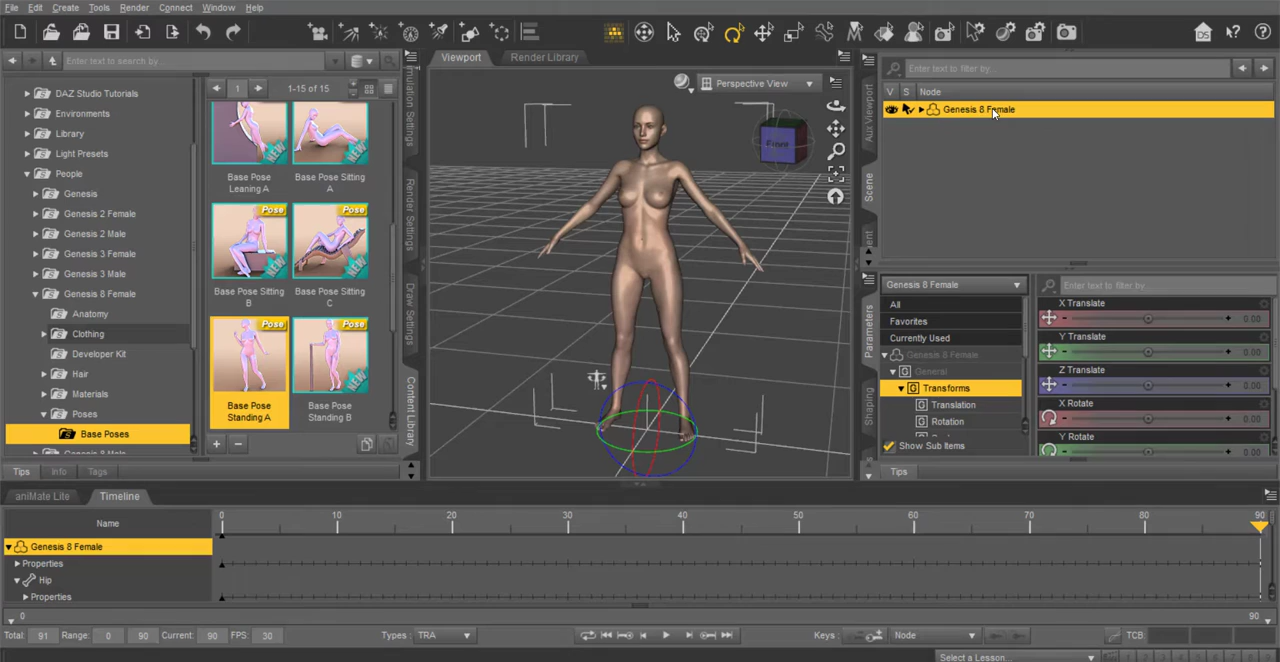 File Edit Create Tools Render Connect Window Help
Enter text to search by...
DAZ Studio Tutorials
Environments
Library
Light Presets
People
Genesis
Genesis 2 Female
Genesis 2 Male
Genesis 3 Female
Genesis 3 Male
Genesis 8 Female
Anatomy
Clothing
Developer Kit
Hair
Materials
Poses
Base Poses
Tips Info Tags
1 1-15 of 15
NEW NEW
Base Pose
Leaning A
Base Pose Sitting
A
Pose Pose
NEW NEW
Base Pose Sitting
B
Base Pose Sitting
C
Pose Pose
NEW
Base Pose
Standing A
Base Pose
Standing B
Render Settings
Draw Settings
Content Library
Viewport Render Library
Perspective View
Front
Aux Viewport
Scene
Enter text to filter by...
V S Node
Genesis 8 Female
Parameters
Shaping
Genesis 8 Female
All
Favorites
Currently Used
Genesis 8 Female
General
Transforms
Translation
Rotation
Show Sub Items
Tips
Enter text to filter by...
X Translate
0.00
Y Translate
0.00
Z Translate
0.00
X Rotate
0.00
Y Rotate
aniMate Lite Timeline
Name
0 10 20 30 40 50 60 70 80 90
Genesis 8 Female
Properties
Hip
Properties
0 90
Total: 91 Range: 0 90 Current: 90 FPS: 30 Types: TRA Keys: Node TCB:
Select a Lesson...